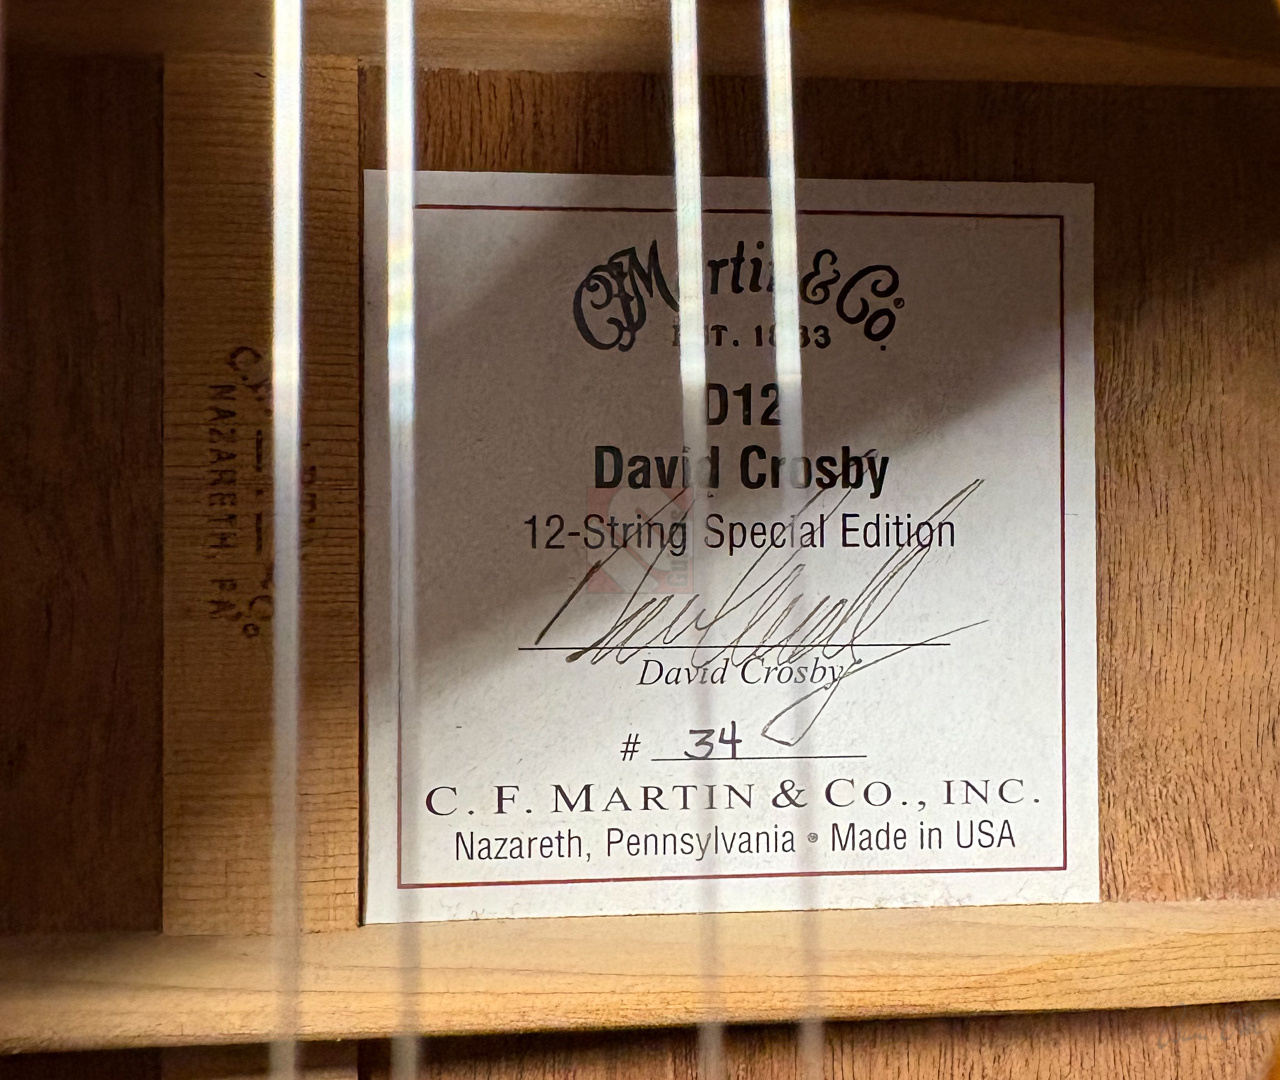 CFMartin & Co.
EST. 1833
D12
David Crosby
12-String Special Edition
David Crosby
# 34
C. F. MARTIN & CO., INC.
Nazareth, Pennsylvania • Made in USA
NAZARETH, PA.